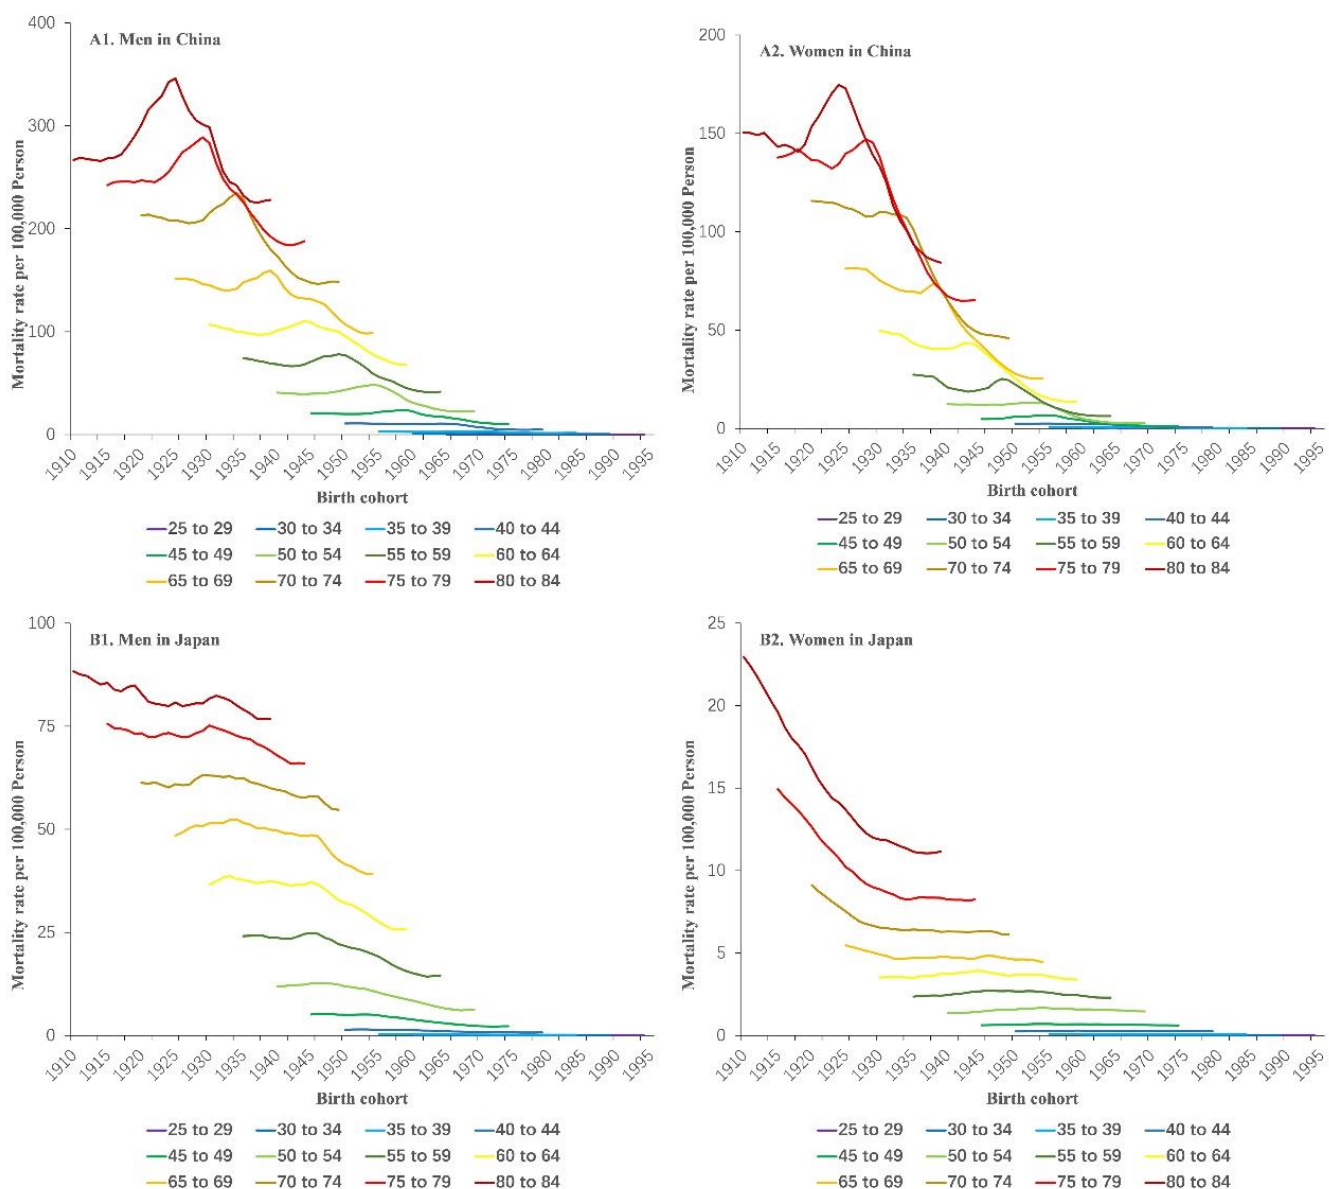 A1. Men in China
Mortality rate per 100,000 Person
400
300
200
100
0
1910 1915 1920 1925 1930 1935 1940 1945 1950 1955 1960 1965 1970 1975 1980 1985 1990 1995
Birth cohort
25 to 29 30 to 34 35 to 39 40 to 44
45 to 49 50 to 54 55 to 59 60 to 64
65 to 69 70 to 74 75 to 79 80 to 84
A2. Women in China
Mortality rate per 100,000 Person
200
150
100
50
0
1910 1915 1920 1925 1930 1935 1940 1945 1950 1955 1960 1965 1970 1975 1980 1985 1990 1995
Birth cohort
25 to 29 30 to 34 35 to 39 40 to 44
45 to 49 50 to 54 55 to 59 60 to 64
65 to 69 70 to 74 75 to 79 80 to 84
B1. Men in Japan
Mortality rate per 100,000 Person
100
75
50
25
0
1910 1915 1920 1925 1930 1935 1940 1945 1950 1955 1960 1965 1970 1975 1980 1985 1990 1995
Birth cohort
25 to 29 30 to 34 35 to 39 40 to 44
45 to 49 50 to 54 55 to 59 60 to 64
65 to 69 70 to 74 75 to 79 80 to 84
B2. Women in Japan
Mortality rate per 100,000 Person
25
20
15
10
5
0
1910 1915 1920 1925 1930 1935 1940 1945 1950 1955 1960 1965 1970 1975 1980 1985 1990 1995
Birth cohort
25 to 29 30 to 34 35 to 39 40 to 44
45 to 49 50 to 54 55 to 59 60 to 64
65 to 69 70 to 74 75 to 79 80 to 84